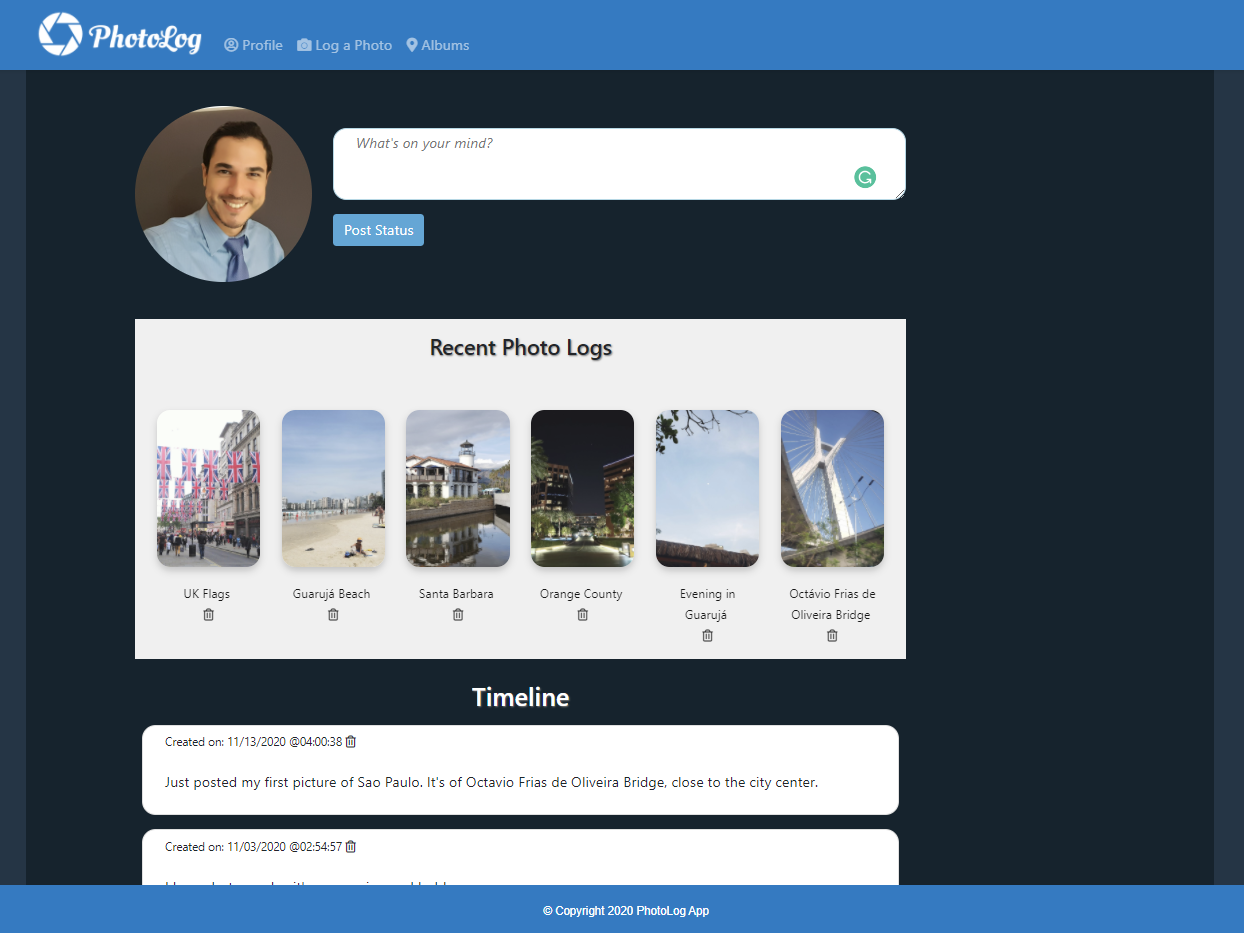 PhotoLog
Profile Log a Photo Albums
What's on your mind?
Post Status
Recent Photo Logs
UK Flags
Guarujá Beach
Santa Barbara
Orange County
Evening in
Guarujá
Octávio Frias de
Oliveira Bridge
Timeline
Created on: 11/13/2020 @04:00:38
Just posted my first picture of Sao Paulo. It's of Octavio Frias de Oliveira Bridge, close to the city center.
Created on: 11/03/2020 @02:54:57
© Copyright 2020 PhotoLog App